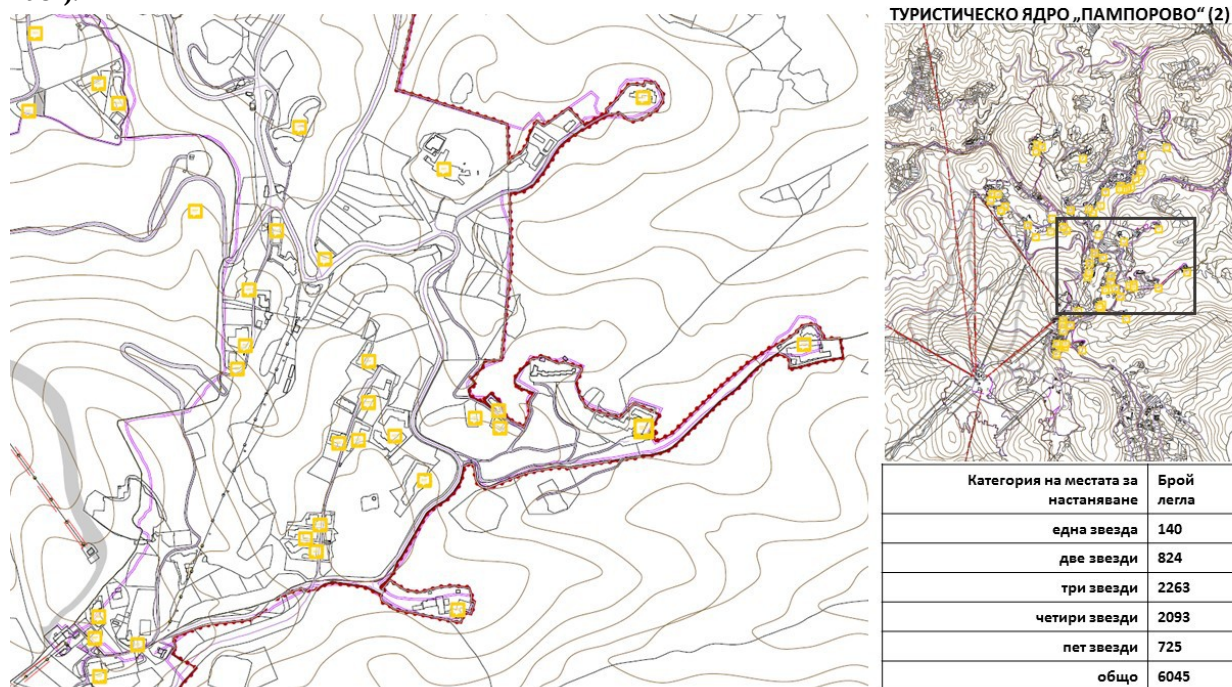 ТУРИСТИЧЕСКО ЯДРО „ПАМПОРОВО“ (2)
Категория на местата за настаняване Брой легла
една звезда 140
две звезди 824
три звезди 2263
четири звезди 2093
пет звезди 725
общо 6045